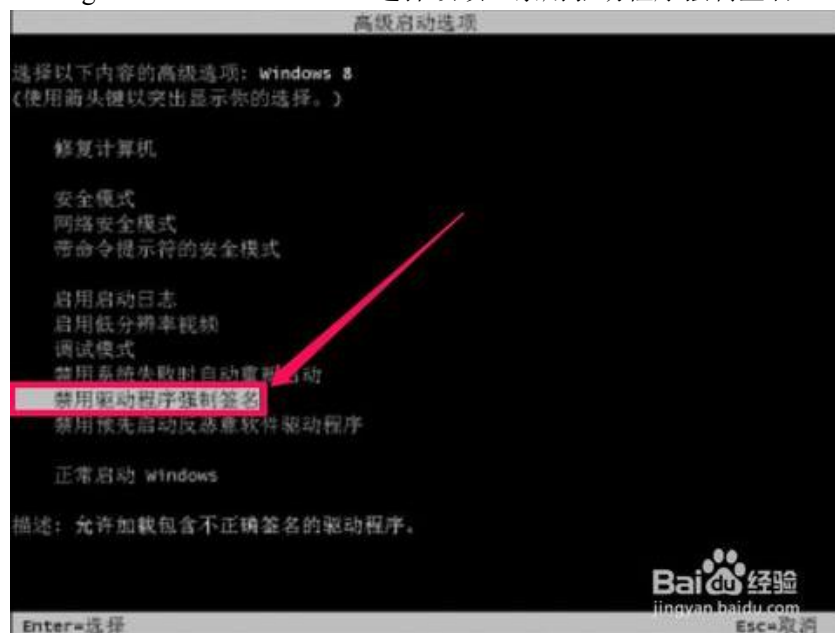 高级启动选项
选择以下内容的高级选项: Windows 8
(使用箭头键以突出显示你的选择。)
修复计算机
安全模式
网络安全模式
带命令提示符的安全模式
启用启动日志
启用低分辨率视频
调试模式
禁用系统失败时自动重新启动
禁用驱动程序强制签名
禁用预先启动反恶意软件驱动程序
正常启动 Windows
描述: 允许加载包含不正确签名的驱动程序。
Baidu 经验
jingyan.baidu.com
Enter=选择 Esc=取消